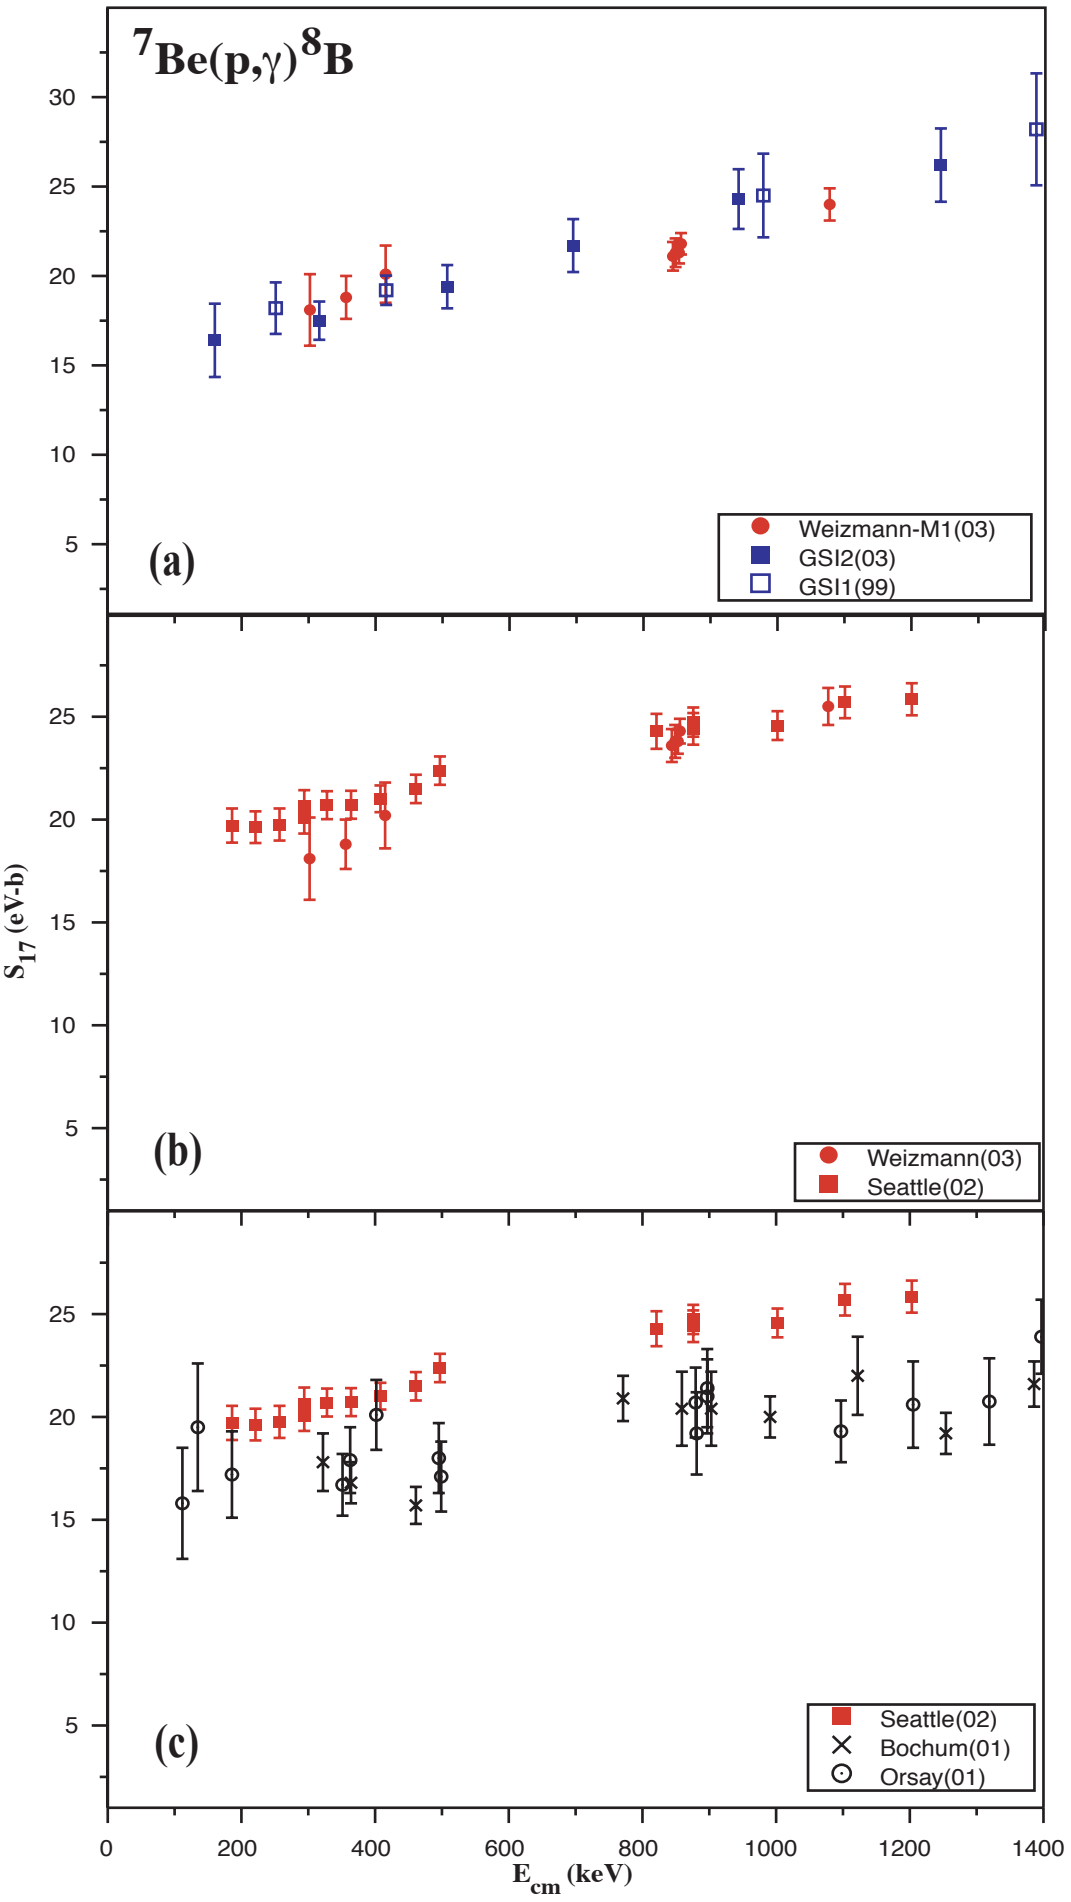 ⁷Be(p,γ)⁸B
30
25
20
15
10
5
(a)
Weizmann-M1(03)
GSI2(03)
GSI1(99)
25
20
15
10
5
(b)
Weizmann(03)
Seattle(02)
S₁₇ (eV-b)
25
20
15
10
5
(c)
Seattle(02)
Bochum(01)
Orsay(01)
0 200 400 600 800 1000 1200 1400
E_cm (keV)